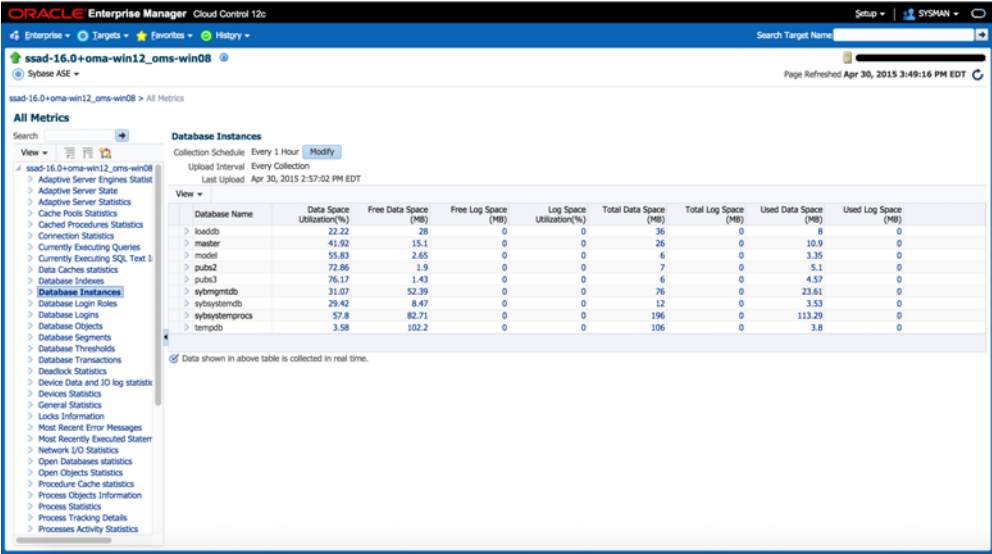 ORACLE Enterprise Manager Cloud Control 12c
Setup SYSMAN
Enterprise Targets Favorites History Search Target Name
ssad-16.0+oma-win12_oms-win08
Sybase ASE Page Refreshed Apr 30, 2015 3:49:16 PM EDT
ssad-16.0+oma-win12_oms-win08 > All Metrics
All Metrics
Search
View
ssad-16.0+oma-win12_oms-win08
Adaptive Server Engines Statist
Adaptive Server State
Adaptive Server Statistics
Cache Pools Statistics
Cached Procedures Statistics
Connection Statistics
Currently Executing Queries
Currently Executing SQL Text I
Data Caches statistics
Database Indexes
Database Instances
Database Login Roles
Database Logins
Database Objects
Database Segments
Database Thresholds
Database Transactions
Deadlock Statistics
Device Data and IO log statistic
Devices Statistics
General Statistics
Locks Information
Most Recent Error Messages
Most Recently Executed Statem
Network I/O Statistics
Open Databases statistics
Open Objects Statistics
Procedure Cache statistics
Process Objects Information
Process Statistics
Process Tracking Details
Processes Activity Statistics
Database Instances
Collection Schedule Every 1 Hour Modify
Upload Interval Every Collection
Last Upload Apr 30, 2015 2:57:02 PM EDT
View
Database Name Data Space Utilization(%) Free Data Space (MB) Free Log Space (MB) Log Space Utilization(%) Total Data Space (MB) Total Log Space (MB) Used Data Space (MB) Used Log Space (MB)
loaddb 22.22 28 0 0 36 0 8 0
master 41.92 15.1 0 0 26 0 10.9 0
model 55.83 2.65 0 0 6 0 3.35 0
pubs2 72.86 1.9 0 0 7 0 5.1 0
pubs3 76.17 1.43 0 0 6 0 4.57 0
sybmgmtdb 31.07 52.39 0 0 76 0 23.61 0
sybsystemdb 29.42 8.47 0 0 12 0 3.53 0
sybsystemprocs 57.8 82.71 0 0 196 0 113.29 0
tempdb 3.58 102.2 0 0 106 0 3.8 0
Data shown in above table is collected in real time.